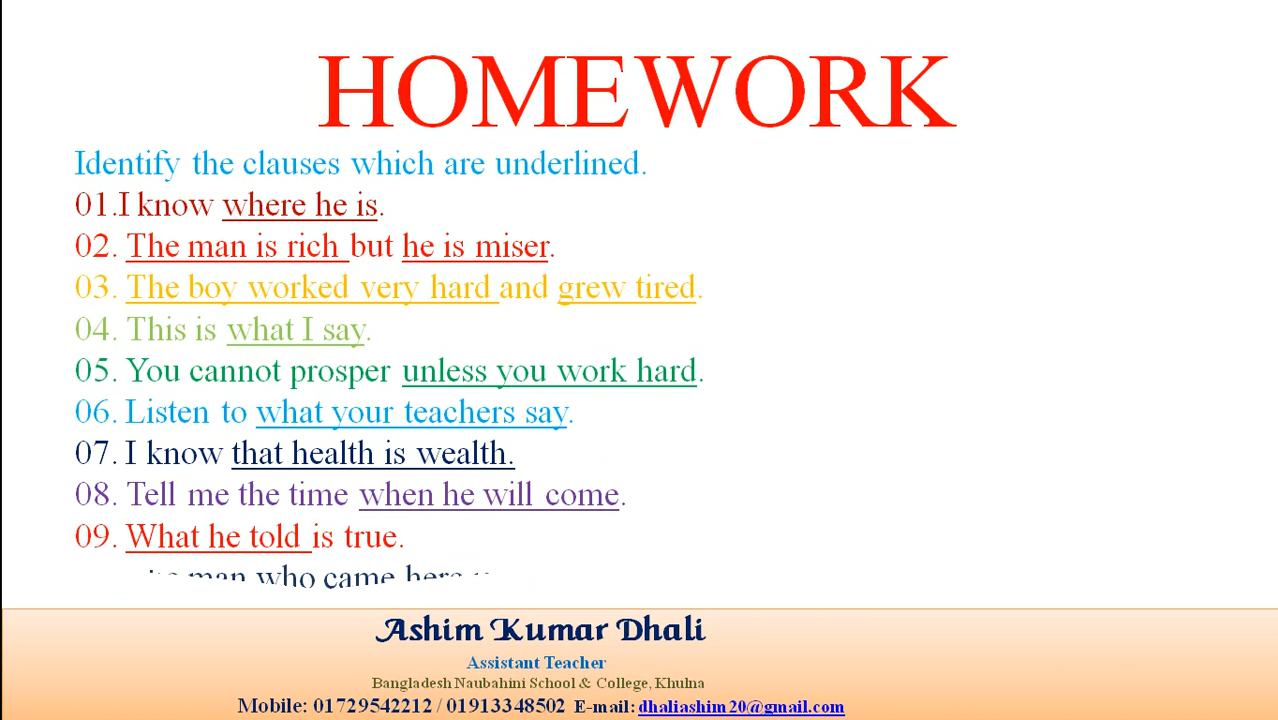 HOMEWORK
Identify the clauses which are underlined.
01.I know where he is.
02. The man is rich but he is miser.
03. The boy worked very hard and grew tired.
04. This is what I say.
05. You cannot prosper unless you work hard.
06. Listen to what your teachers say.
07. I know that health is wealth.
08. Tell me the time when he will come.
09. What he told is true.
man who came here
Ashim Kumar Dhali
Assistant Teacher
Bangladesh Naubahini School & College, Khulna
Mobile: 01729542212 / 01913348502 E-mail: dhaliashim20@gmail.com